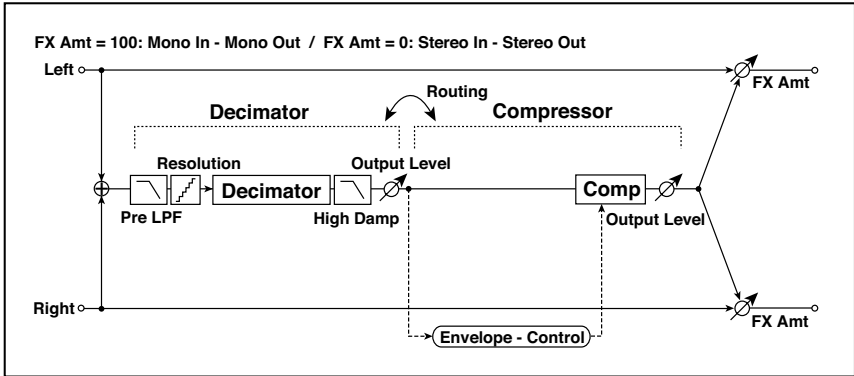 FX Amt = 100: Mono In - Mono Out / FX Amt = 0: Stereo In - Stereo Out
Left
FX Amt
Routing
Decimator
Compressor
Resolution
Output Level
Decimator
Comp
Pre LPF
High Damp
Output Level
Right
FX Amt
Envelope - Control